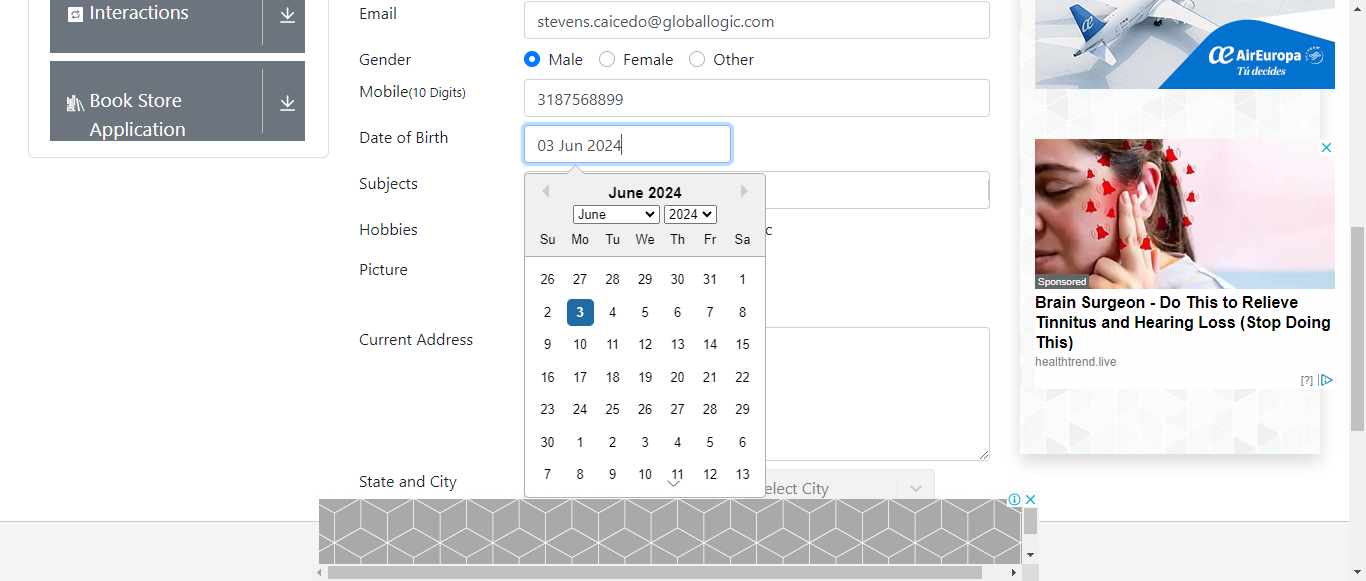 Interactions
Book Store
Application
Email
stevens.caicedo@globallogic.com
Gender
Male
Female
Other
Mobile(10 Digits)
3187568899
Date of Birth
03 Jun 2024
Subjects
Hobbies
c
Picture
Current Address
State and City
elect City
June 2024
June 2024
Su Mo Tu We Th Fr Sa
26 27 28 29 30 31 1
2 3 4 5 6 7 8
9 10 11 12 13 14 15
16 17 18 19 20 21 22
23 24 25 26 27 28 29
30 1 2 3 4 5 6
7 8 9 10 11 12 13
AirEuropa
Tú decides
Sponsored
Brain Surgeon - Do This to Relieve
Tinnitus and Hearing Loss (Stop Doing
This)
healthtrend.live
[?]